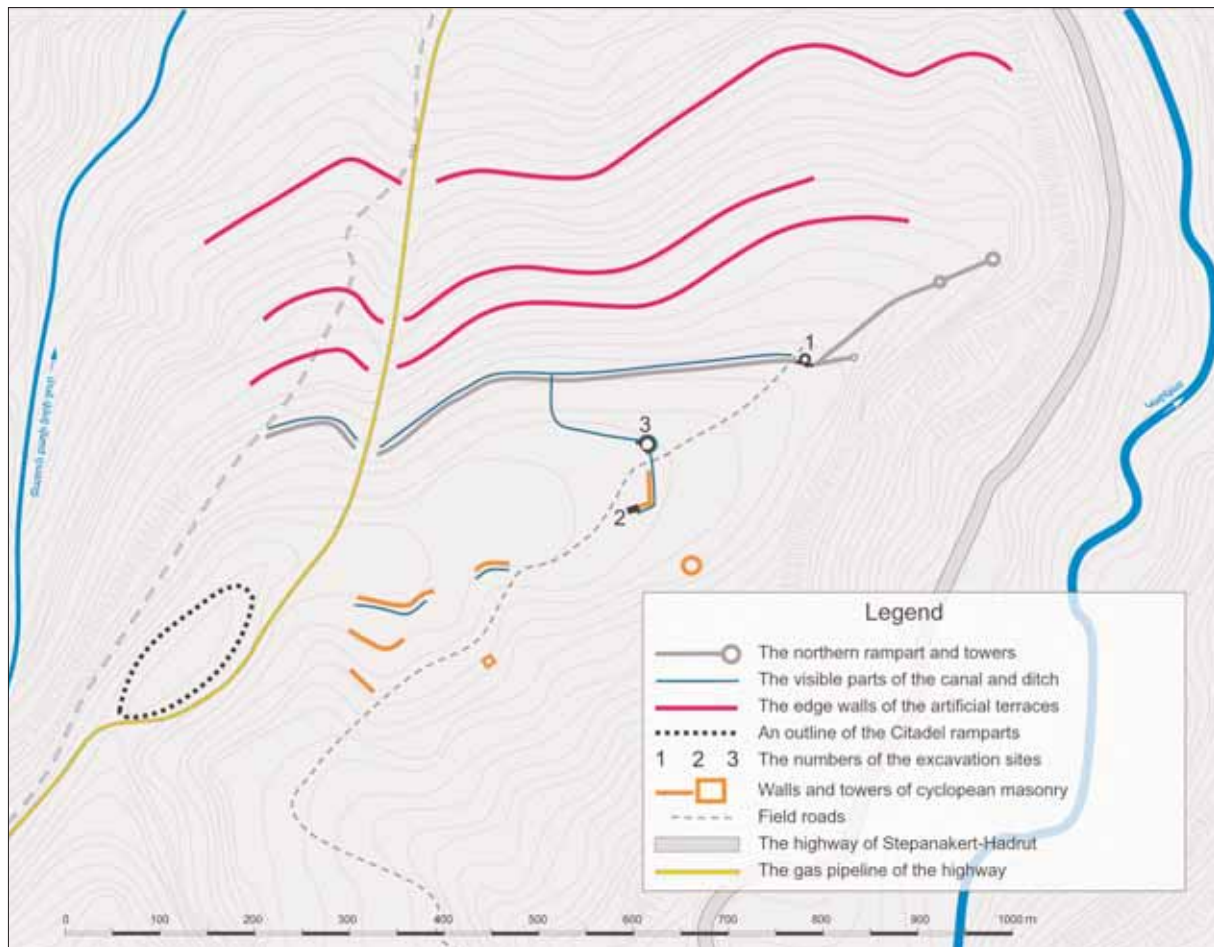 1
3
2
Կարկառ
Legend
The northern rampart and towers
The visible parts of the canal and ditch
The edge walls of the artificial terraces
An outline of the Citadel ramparts
1 2 3 The numbers of the excavation sites
Walls and towers of cyclopean masonry
Field roads
The highway of Stepanakert-Hadrut
The gas pipeline of the highway
0 100 200 300 400 500 600 700 800 900 1000 m